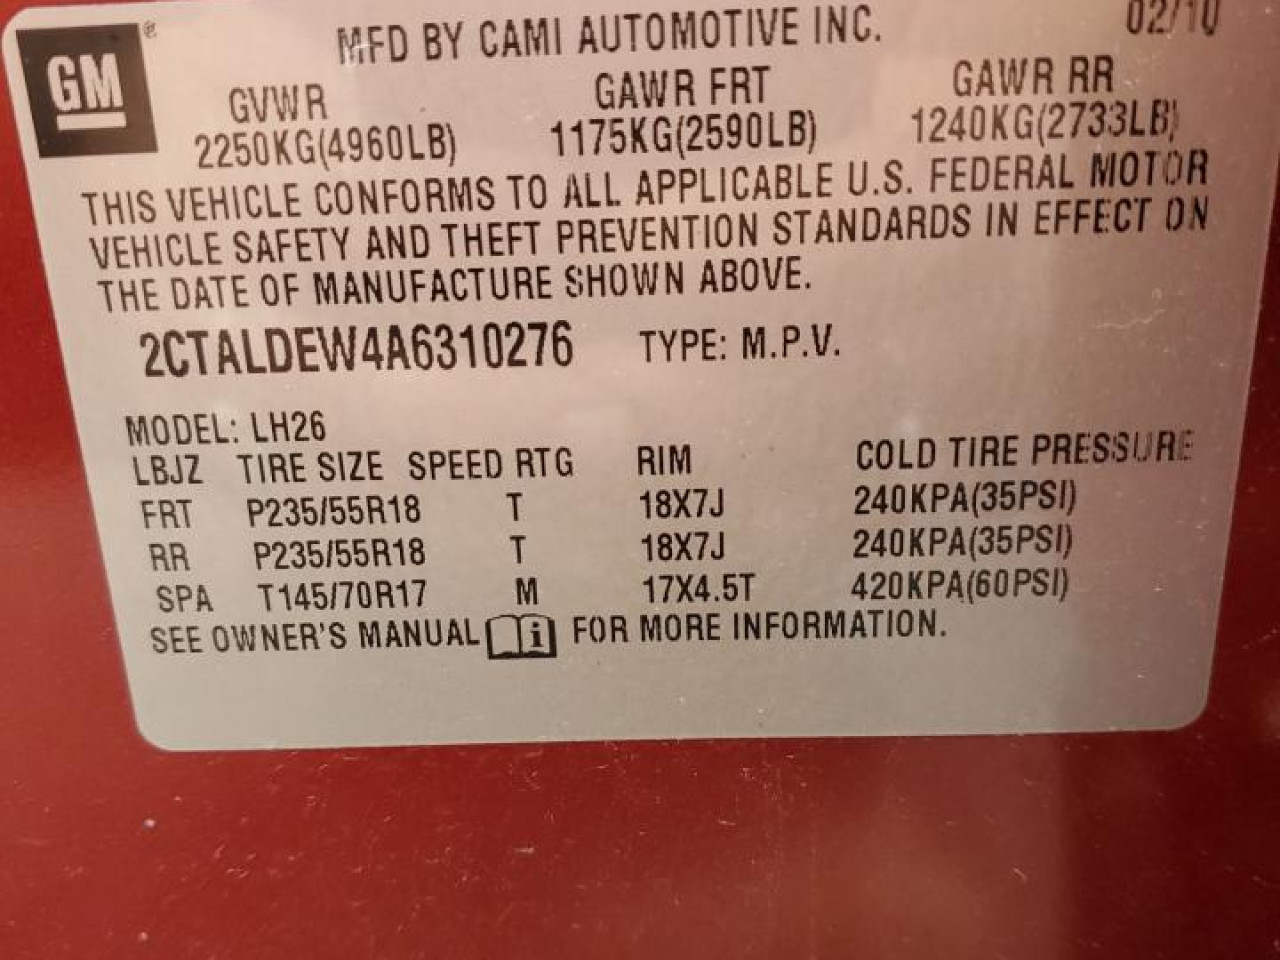 GM ® MFD BY CAMI AUTOMOTIVE INC. 02/10
GVWR GAWR FRT GAWR RR
2250KG(4960LB) 1175KG(2590LB) 1240KG(2733LB)
THIS VEHICLE CONFORMS TO ALL APPLICABLE U.S. FEDERAL MOTOR
VEHICLE SAFETY AND THEFT PREVENTION STANDARDS IN EFFECT ON
THE DATE OF MANUFACTURE SHOWN ABOVE.
2CTALDEW4A6310276 TYPE: M.P.V.
MODEL: LH26
LBJZ TIRE SIZE SPEED RTG RIM COLD TIRE PRESSURE
FRT P235/55R18 T 18X7J 240KPA(35PSI)
RR P235/55R18 T 18X7J 240KPA(35PSI)
SPA T145/70R17 M 17X4.5T 420KPA(60PSI)
SEE OWNER'S MANUAL i FOR MORE INFORMATION.